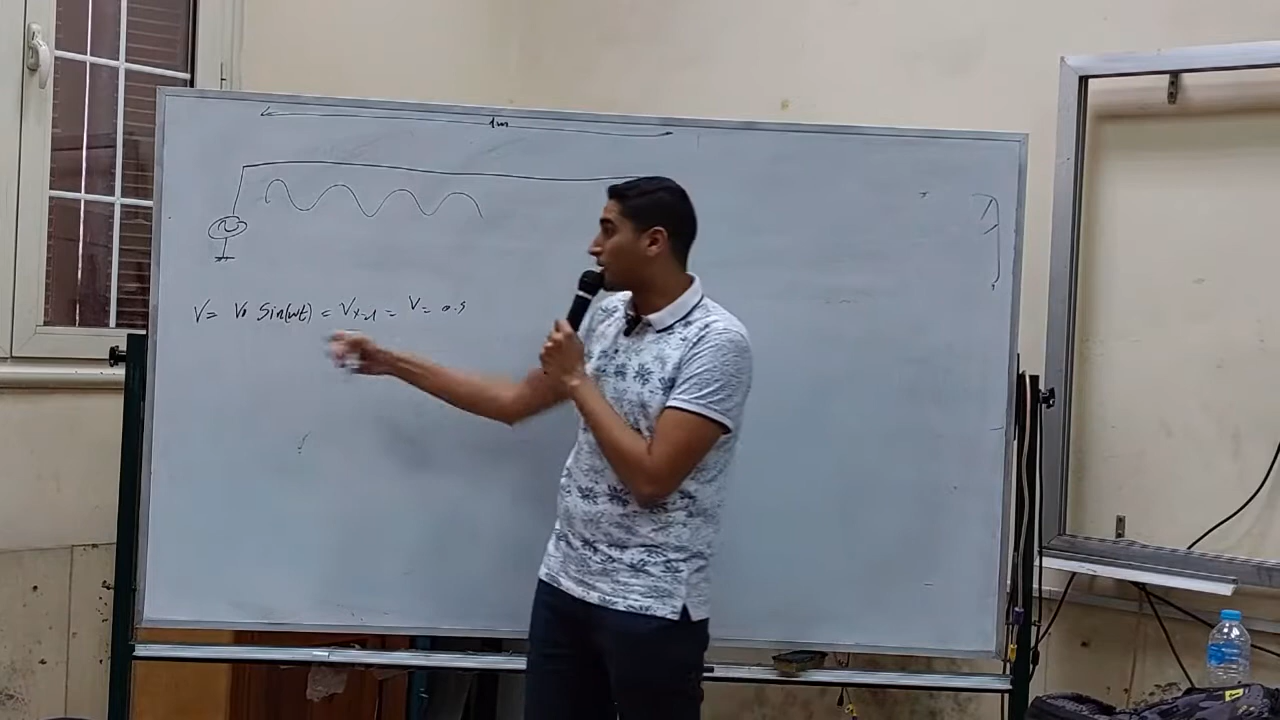 1m
V = V0 Sin(wt) = Vx=1 = V = 0.5